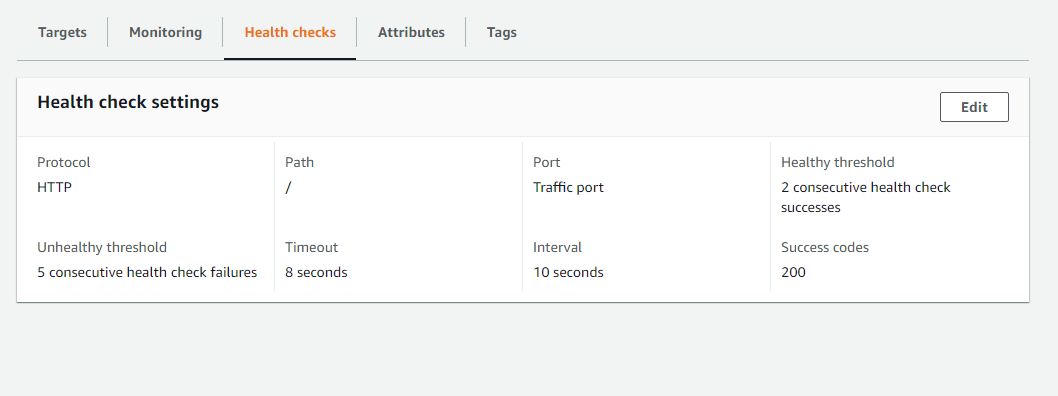 Targets
Monitoring
Health checks
Attributes
Tags
Health check settings
Edit
Protocol
HTTP
Path
/
Port
Traffic port
Healthy threshold
2 consecutive health check
successes
Unhealthy threshold
5 consecutive health check failures
Timeout
8 seconds
Interval
10 seconds
Success codes
200